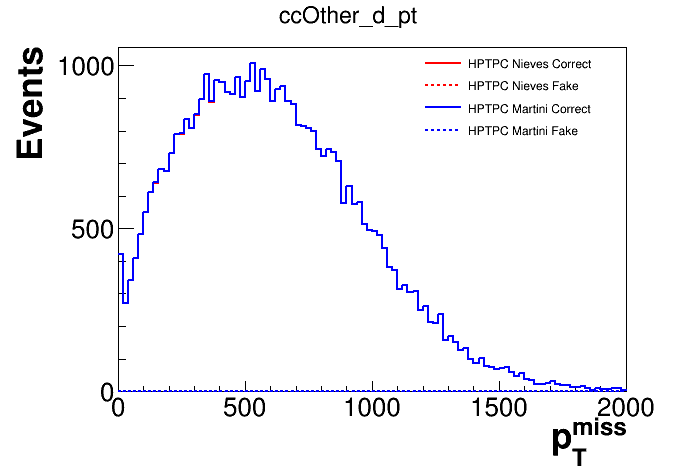 ccOther_d_pt
Events
1000
500
0
HPTPC Nieves Correct
HPTPC Nieves Fake
HPTPC Martini Correct
HPTPC Martini Fake
0 500 1000 1500 2000
p_T^miss